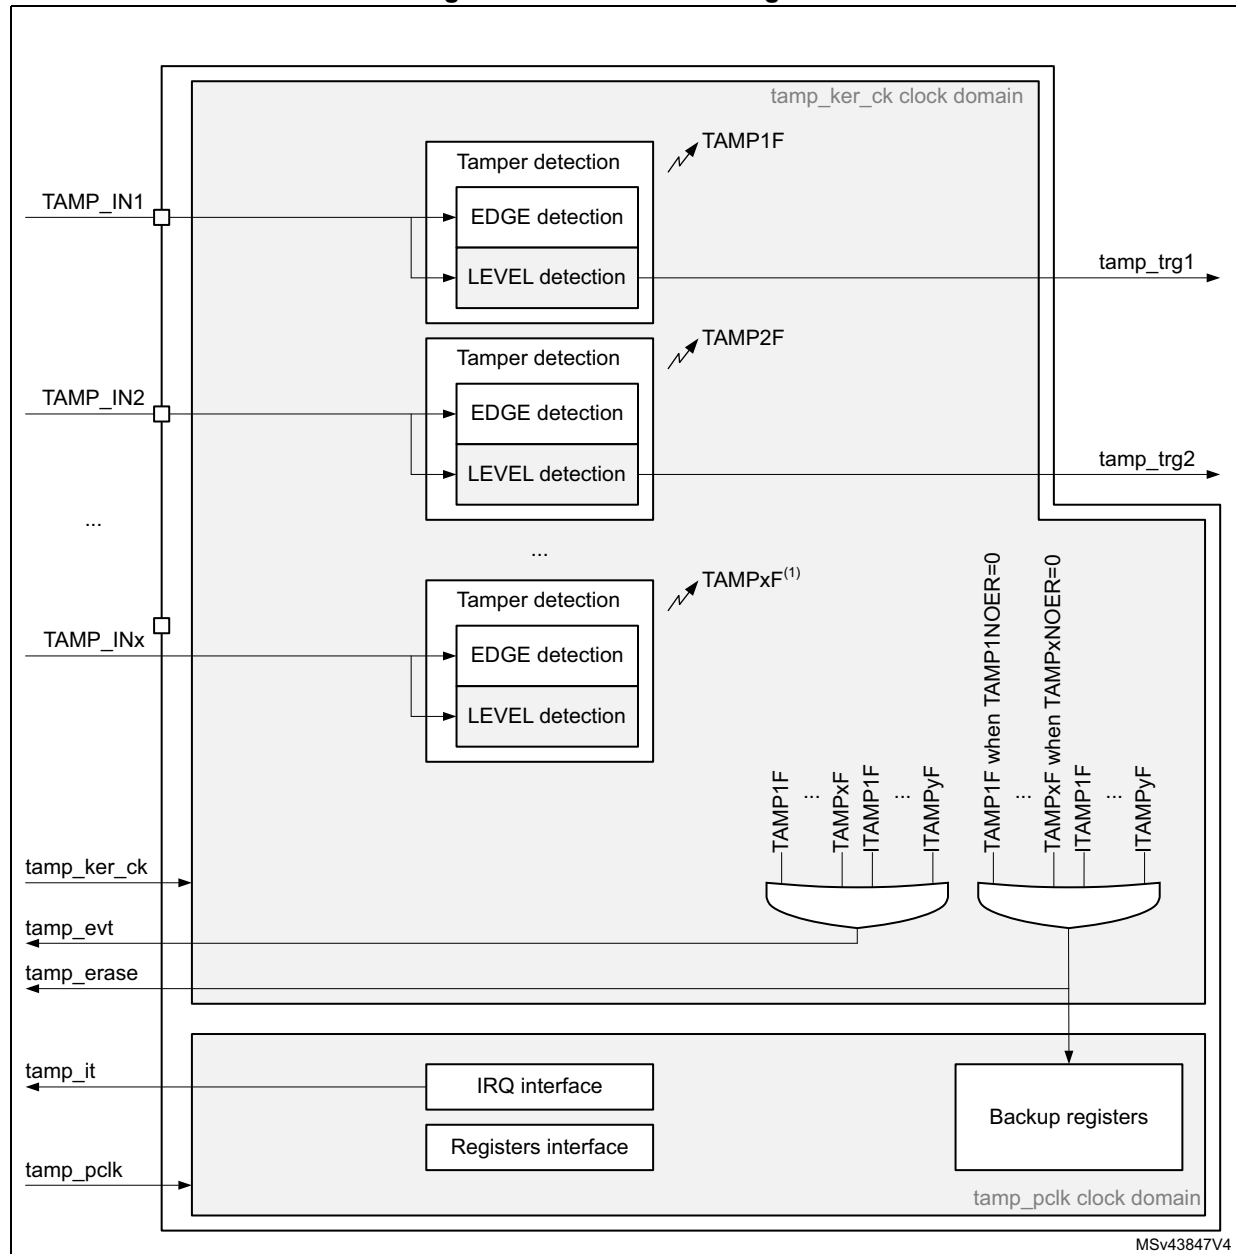 tamp_ker_ck clock domain
TAMP1F
Tamper detection
TAMP_IN1
EDGE detection
LEVEL detection
tamp_trg1
TAMP2F
Tamper detection
TAMP_IN2
EDGE detection
LEVEL detection
tamp_trg2
...
...
TAMPxF(1)
Tamper detection
TAMP_INx
EDGE detection
LEVEL detection
TAMP1F
...
TAMPxF
ITAMP1F
...
ITAMPyF
TAMP1F when TAMP1NOER=0
...
TAMPxF when TAMPxNOER=0
ITAMP1F
...
ITAMPyF
tamp_ker_ck
tamp_evt
tamp_erase
tamp_it
IRQ interface
Backup registers
Registers interface
tamp_pclk
tamp_pclk clock domain
MSv43847V4